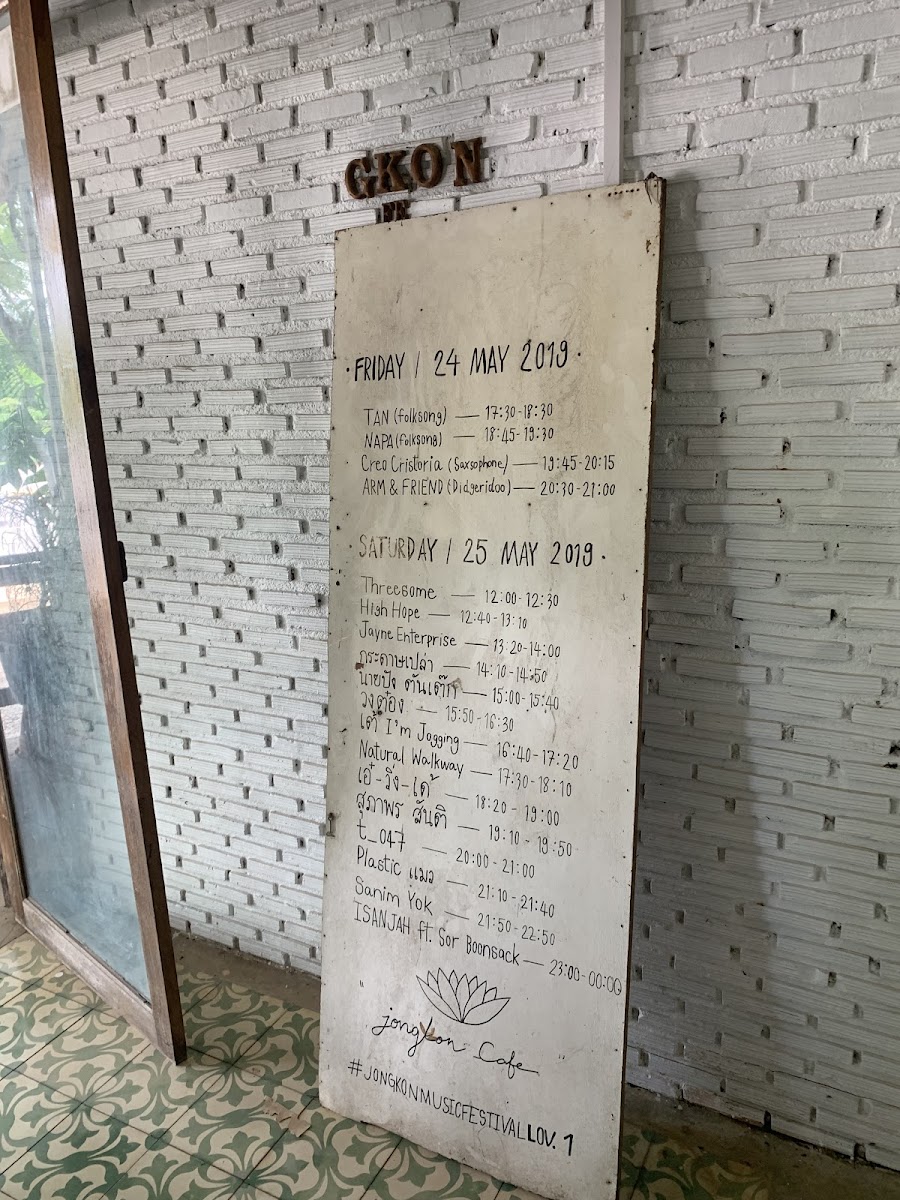 GKON
FE
· FRIDAY / 24 MAY 2019 ·
TAN (folksong) — 17:30-18:30
NAPA (folksong) — 18:45-19:30
Creo Cristoria (Saxsophone) — 19:45-20:15
ARM & FRIEND (Didgeridoo) — 20:30-21:00
· SATURDAY / 25 MAY 2019 ·
Threesome — 12:00-12:30
High Hope — 12:40-13:10
Jayne Enterprise — 13:20-14:00
กระดาษเปล่า — 14:10-14:50
นายปัง ตันเต๊ก — 15:00-15:40
วงต๋อง — 15:50-16:30
เต้ I'm Jogging — 16:40-17:20
Natural Walkway — 17:30-18:10
เอ๋-วิ่ง-เด้ — 18:20-19:00
สุภาพร สันติ — 19:10-19:50
t_047 — 20:00-21:00
Plastic แมว — 21:10-21:40
Sanim Yok — 21:50-22:50
ISANJAH ft. Sor Boonsack — 23:00-00:00
jongkon Cafe
#JONGKONMUSICFESTIVALLOV.1